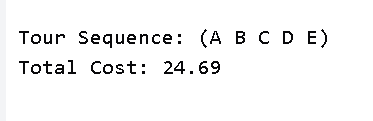 Tour Sequence: (A B C D E)
Total Cost: 24.69